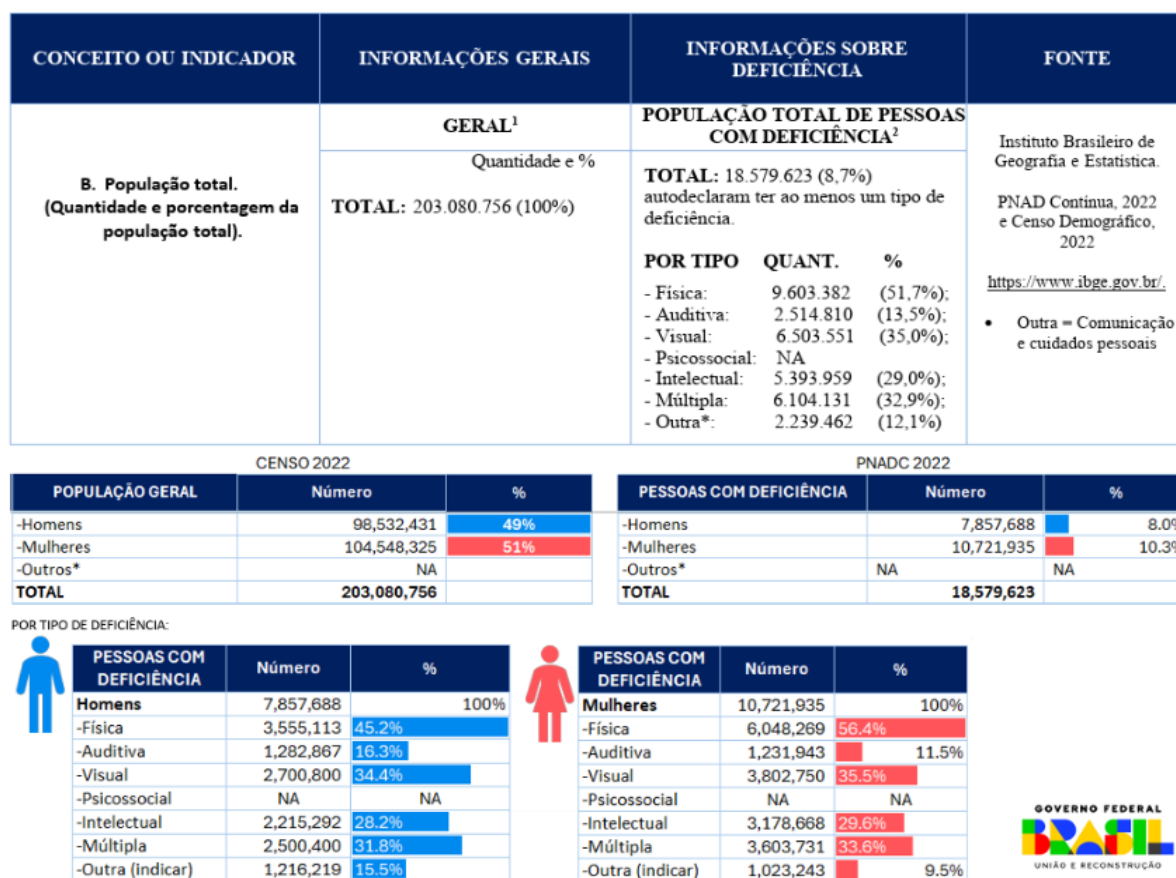 CONCEITO OU INDICADOR
INFORMAÇÕES GERAIS
INFORMAÇÕES SOBRE
DEFICIÊNCIA
FONTE
B. População total.
(Quantidade e porcentagem da
população total).
GERAL¹
Quantidade e %
TOTAL: 203.080.756 (100%)
POPULAÇÃO TOTAL DE PESSOAS
COM DEFICIÊNCIA²
TOTAL: 18.579.623 (8,7%)
autodeclaram ter ao menos um tipo de
deficiência.
POR TIPO QUANT. %
- Física: 9.603.382 (51,7%);
- Auditiva: 2.514.810 (13,5%);
- Visual: 6.503.551 (35,0%);
- Psicossocial: NA
- Intelectual: 5.393.959 (29,0%);
- Múltipla: 6.104.131 (32,9%);
- Outra*: 2.239.462 (12,1%)
Instituto Brasileiro de
Geografia e Estatística.
PNAD Contínua, 2022
e Censo Demográfico,
2022
https://www.ibge.gov.br/.
• Outra = Comunicação
e cuidados pessoais
CENSO 2022
POPULAÇÃO GERAL Número %
-Homens 98,532,431 49%
-Mulheres 104,548,325 51%
-Outros* NA
TOTAL 203,080,756
PNADC 2022
PESSOAS COM DEFICIÊNCIA Número %
-Homens 7,857,688 8.0%
-Mulheres 10,721,935 10.3%
-Outros* NA NA
TOTAL 18,579,623
POR TIPO DE DEFICIÊNCIA:
PESSOAS COM
DEFICIÊNCIA Número %
Homens 7,857,688 100%
-Física 3,555,113 45.2%
-Auditiva 1,282,867 16.3%
-Visual 2,700,800 34.4%
-Psicossocial NA NA
-Intelectual 2,215,292 28.2%
-Múltipla 2,500,400 31.8%
-Outra (indicar) 1,216,219 15.5%
PESSOAS COM
DEFICIÊNCIA Número %
Mulheres 10,721,935 100%
-Física 6,048,269 56.4%
-Auditiva 1,231,943 11.5%
-Visual 3,802,750 35.5%
-Psicossocial NA NA
-Intelectual 3,178,668 29.6%
-Múltipla 3,603,731 33.6%
-Outra (indicar) 1,023,243 9.5%
GOVERNO FEDERAL
BRASIL
UNIÃO E RECONSTRUÇÃO